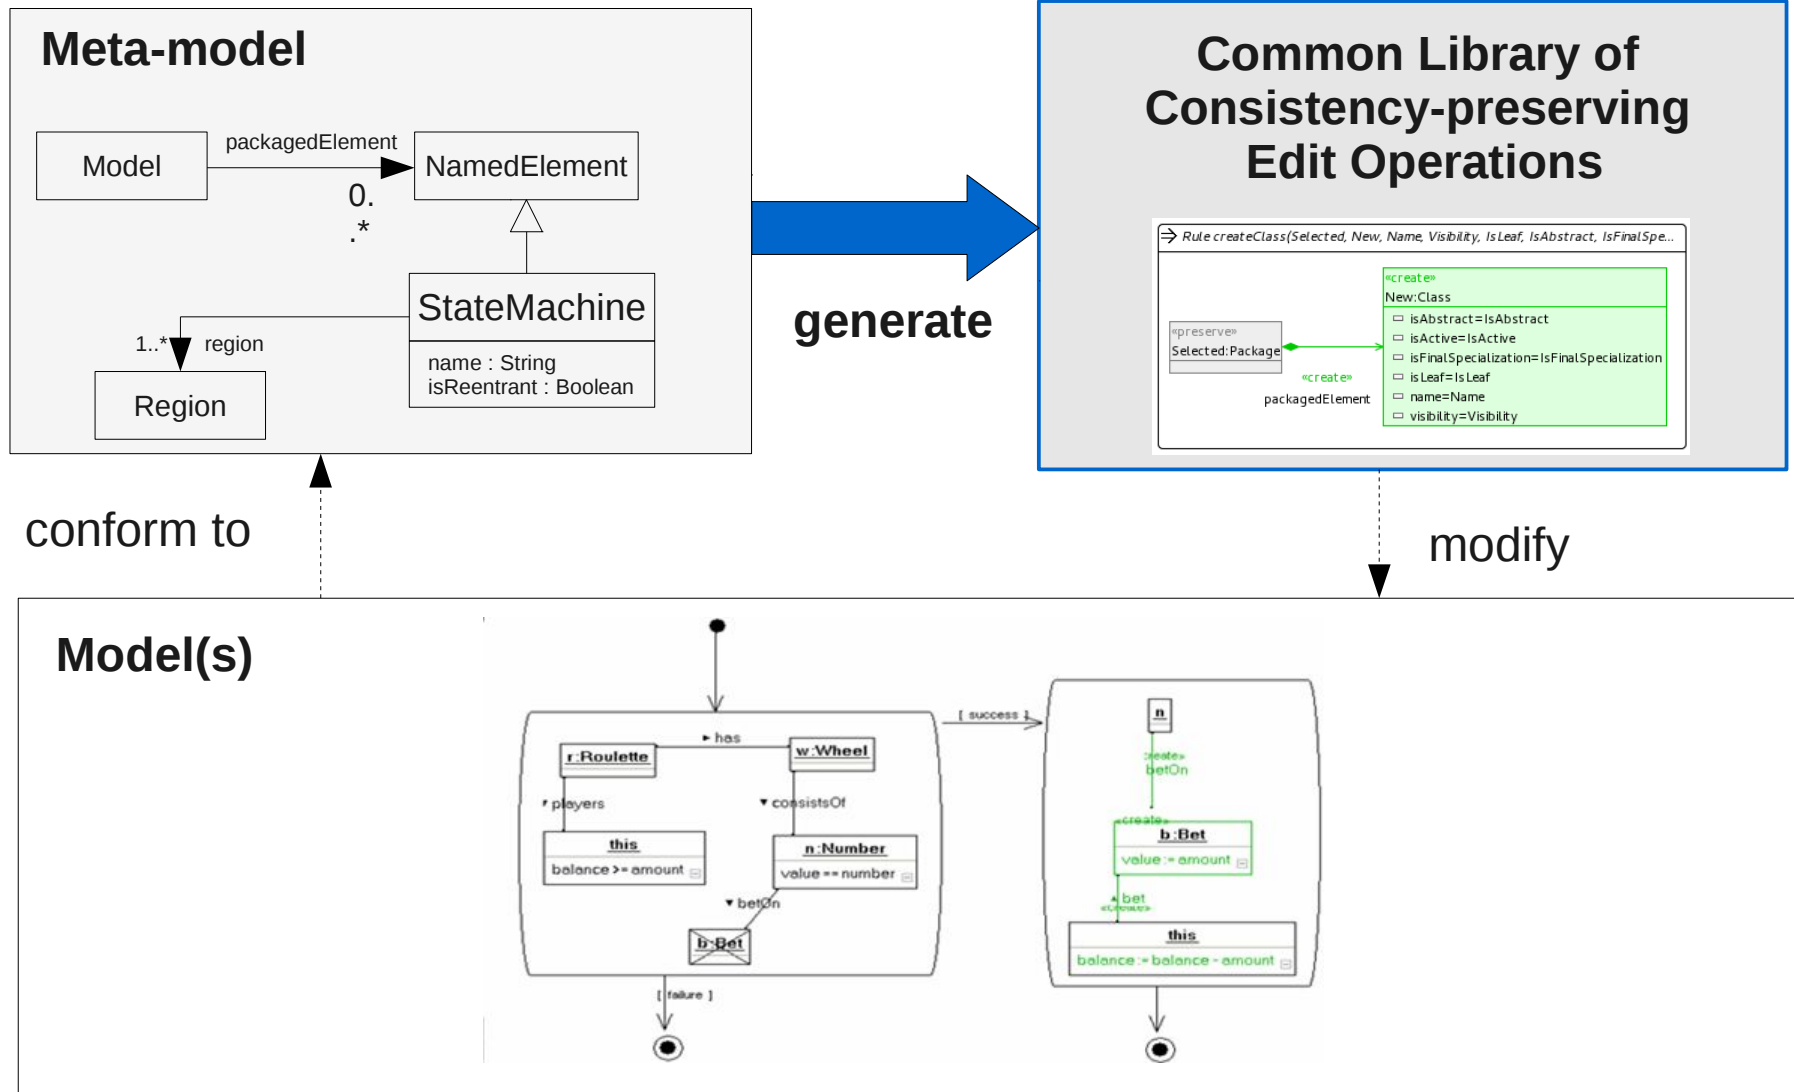 Meta-model
Model
packagedElement
0.
.*
NamedElement
StateMachine
name : String
isReentrant : Boolean
1..*
region
Region
generate
Common Library of
Consistency-preserving
Edit Operations
Rule createClass(Selected, New, Name, Visibility, IsLeaf, IsAbstract, IsFinalSpe...
«preserve»
Selected:Package
«create»
packagedElement
«create»
New:Class
isAbstract=IsAbstract
isActive=IsActive
isFinalSpecialization=IsFinalSpecialization
isLeaf=IsLeaf
name=Name
visibility=Visibility
conform to
modify
Model(s)
r:Roulette
▸ has
w:Wheel
players
▾ consistsOf
this
balance >= amount
n:Number
value == number
▾ betOn
b:Bet
[ failure ]
[ success ]
n
create»
betOn
«create»
b:Bet
value := amount
▴ bet
«create»
this
balance := balance - amount